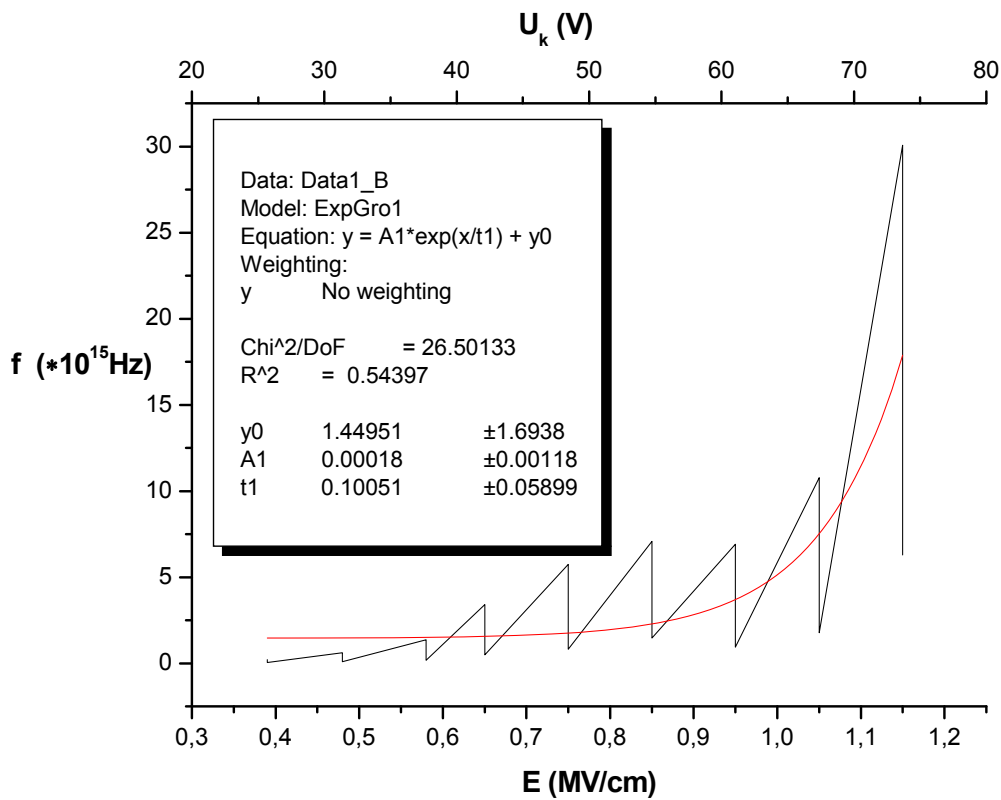 U_k (V)
20 30 40 50 60 70 80
Data: Data1_B
Model: ExpGro1
Equation: y = A1*exp(x/t1) + y0
Weighting:
y No weighting
Chi^2/DoF = 26.50133
R^2 = 0.54397
y0 1.44951 ±1.6938
A1 0.00018 ±0.00118
t1 0.10051 ±0.05899
f (*10^15Hz)
30
25
20
15
10
5
0
0,3 0,4 0,5 0,6 0,7 0,8 0,9 1,0 1,1 1,2
E (MV/cm)